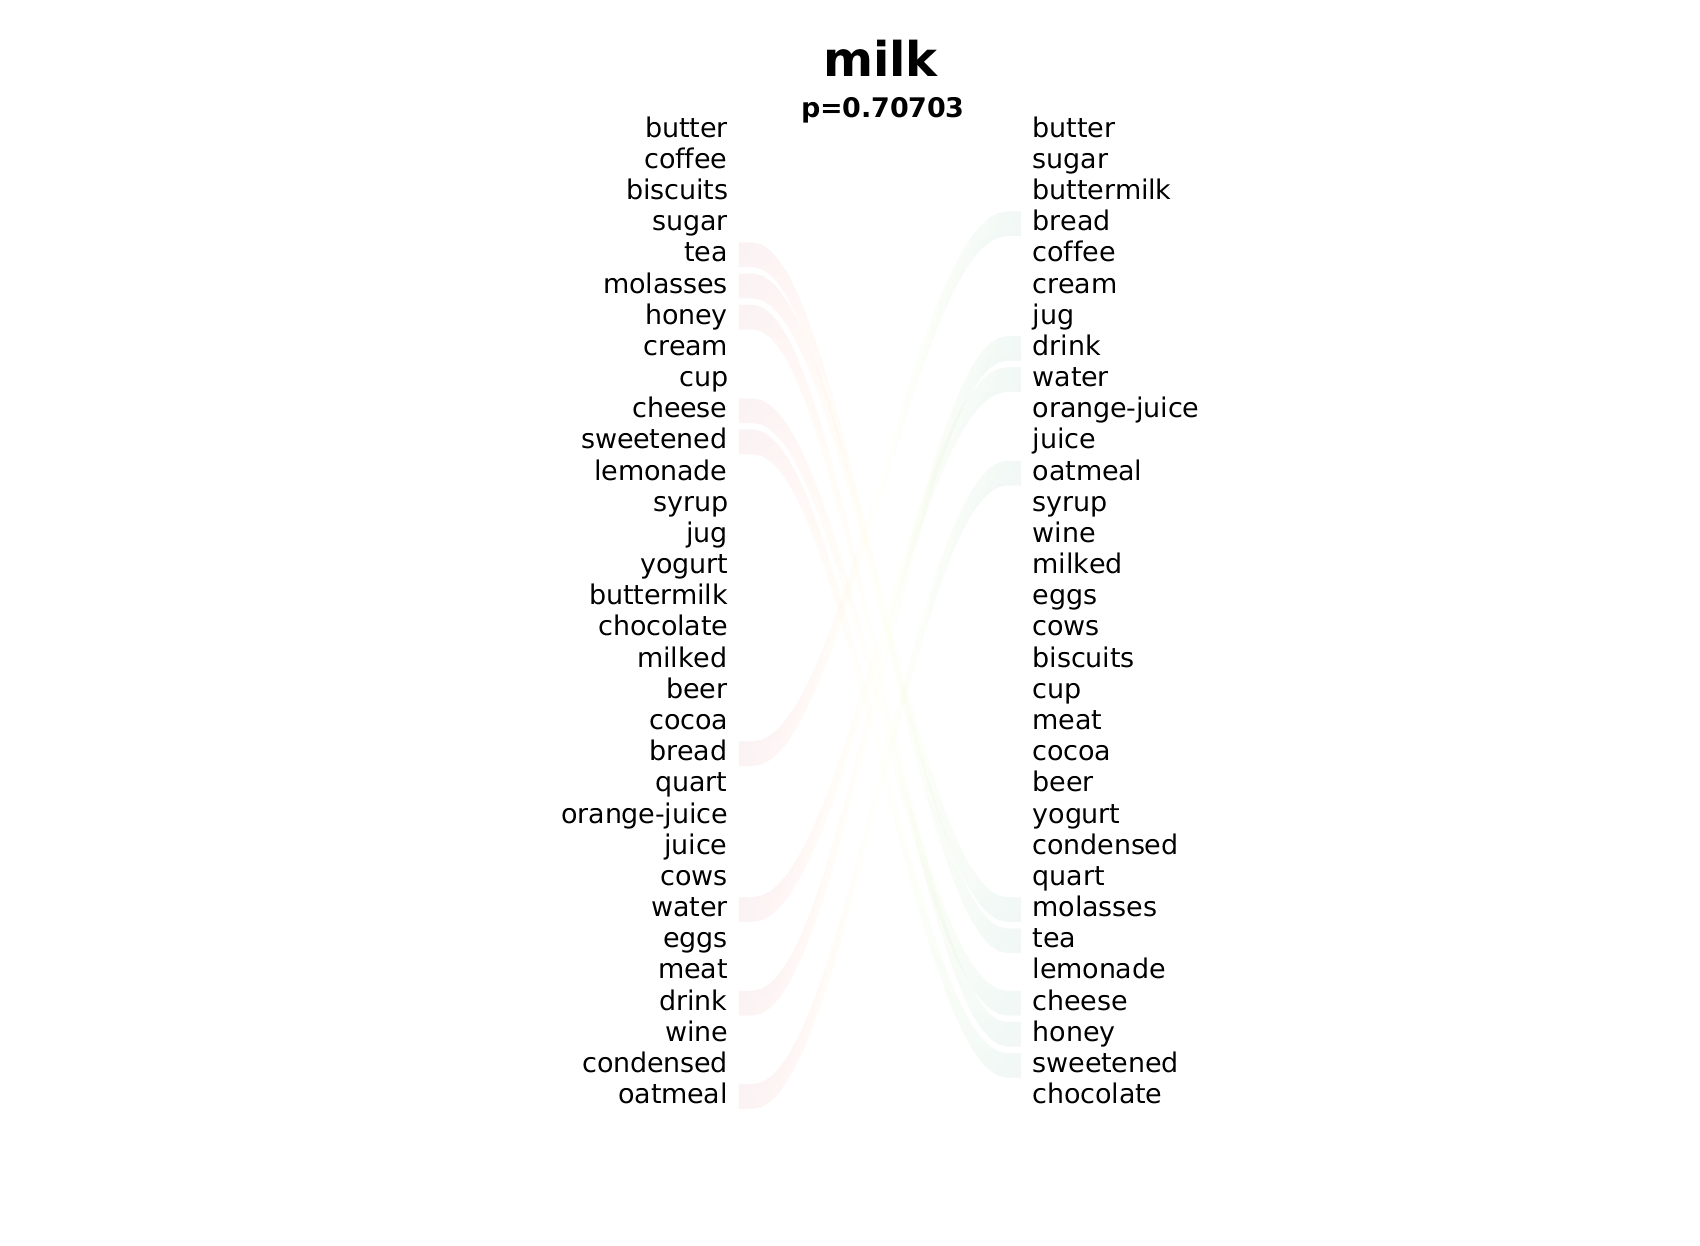 milk
p=0.70703
butter butter
coffee sugar
biscuits buttermilk
sugar bread
tea coffee
molasses cream
honey jug
cream drink
cup water
cheese orange-juice
sweetened juice
lemonade oatmeal
syrup syrup
jug wine
yogurt milked
buttermilk eggs
chocolate cows
milked biscuits
beer cup
cocoa meat
bread cocoa
quart beer
orange-juice yogurt
juice condensed
cows quart
water molasses
eggs tea
meat lemonade
drink cheese
wine honey
condensed sweetened
oatmeal chocolate